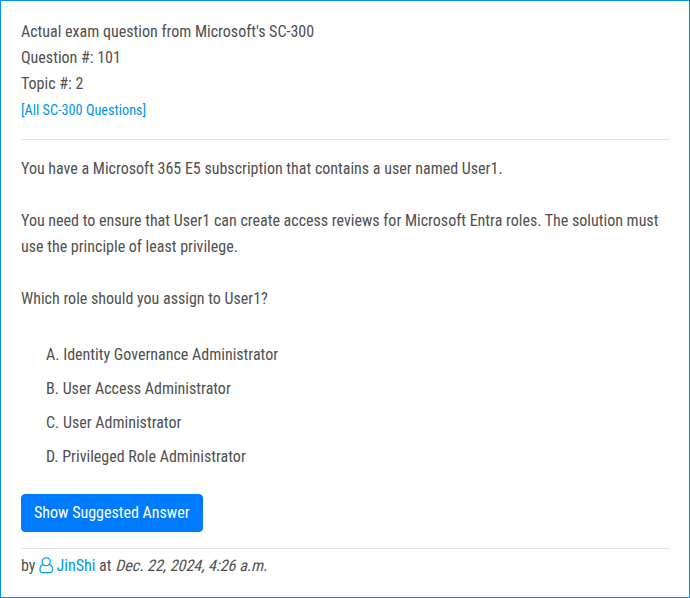 Actual exam question from Microsoft's SC-300
Question #: 101
Topic #: 2
[All SC-300 Questions]
You have a Microsoft 365 E5 subscription that contains a user named User1.
You need to ensure that User1 can create access reviews for Microsoft Entra roles. The solution must
use the principle of least privilege.
Which role should you assign to User1?
A. Identity Governance Administrator
B. User Access Administrator
C. User Administrator
D. Privileged Role Administrator
Show Suggested Answer
by JinShi at Dec. 22, 2024, 4:26 a.m.